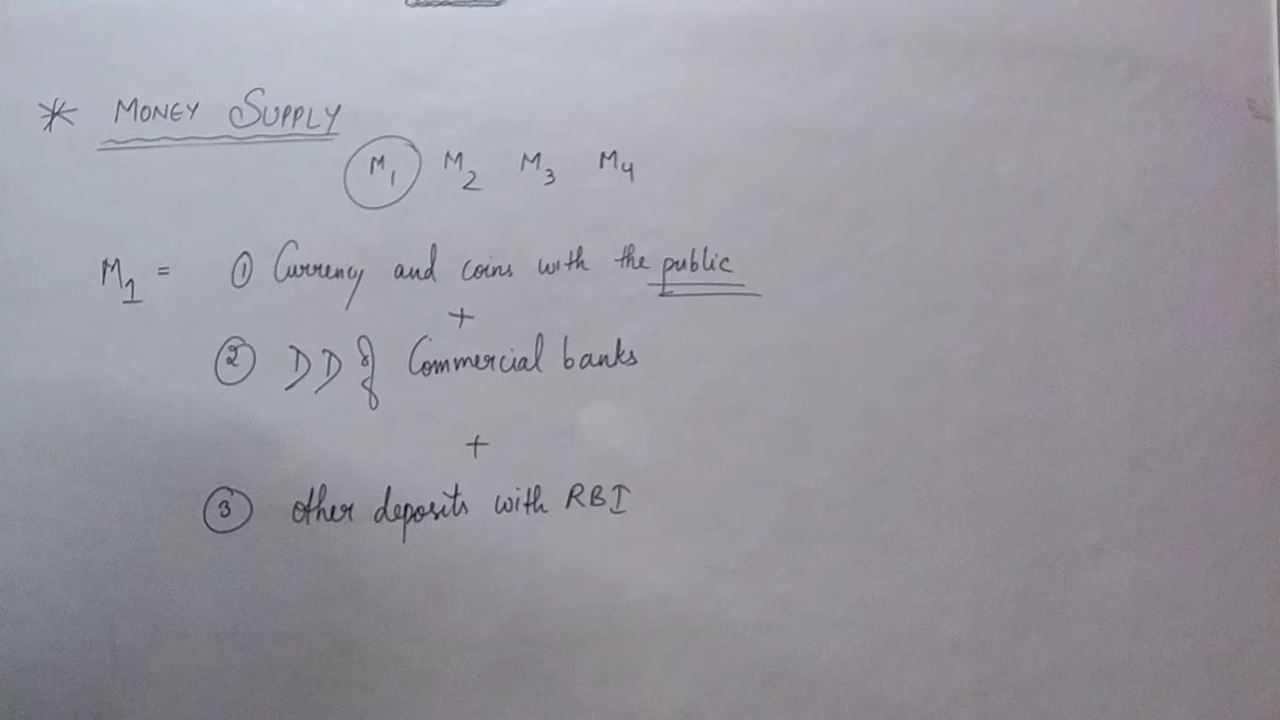 * MONEY SUPPLY
M1 M2 M3 M4
M1 = ① Currency and coins with the public
+
② DD of Commercial banks
+
③ other deposits with RBI